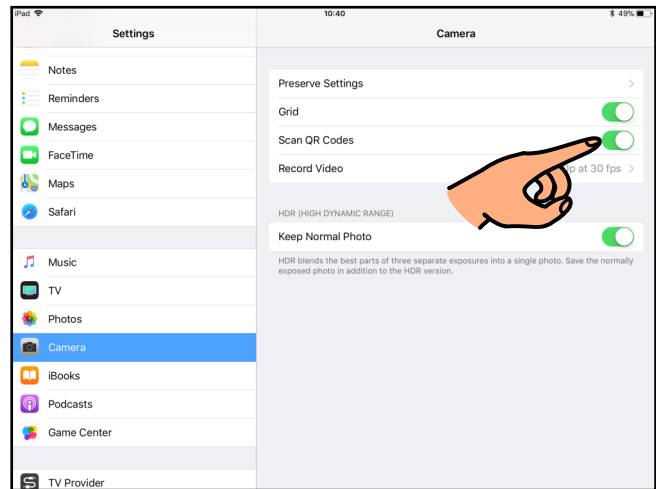 iPad 10:40 49%
Settings
Camera
Notes
Reminders
Messages
FaceTime
Maps
Safari
Music
TV
Photos
Camera
iBooks
Podcasts
Game Center
TV Provider
Preserve Settings
Grid
Scan QR Codes
Record Video at 30 fps
HDR (HIGH DYNAMIC RANGE)
Keep Normal Photo
HDR blends the best parts of three separate exposures into a single photo. Save the normally
exposed photo in addition to the HDR version.